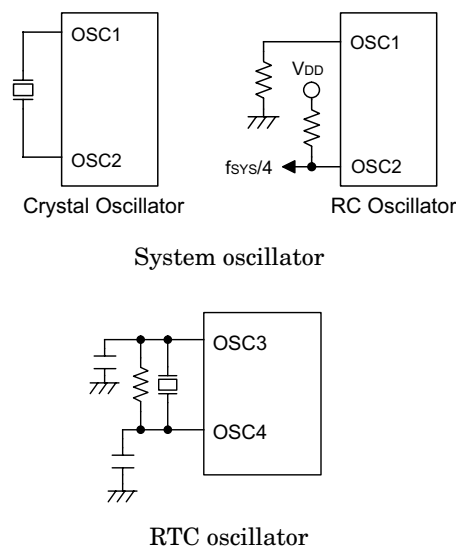 OSC1
OSC2
Crystal Oscillator
OSC1
VDD
fSYS/4
OSC2
RC Oscillator
System oscillator
OSC3
OSC4
RTC oscillator